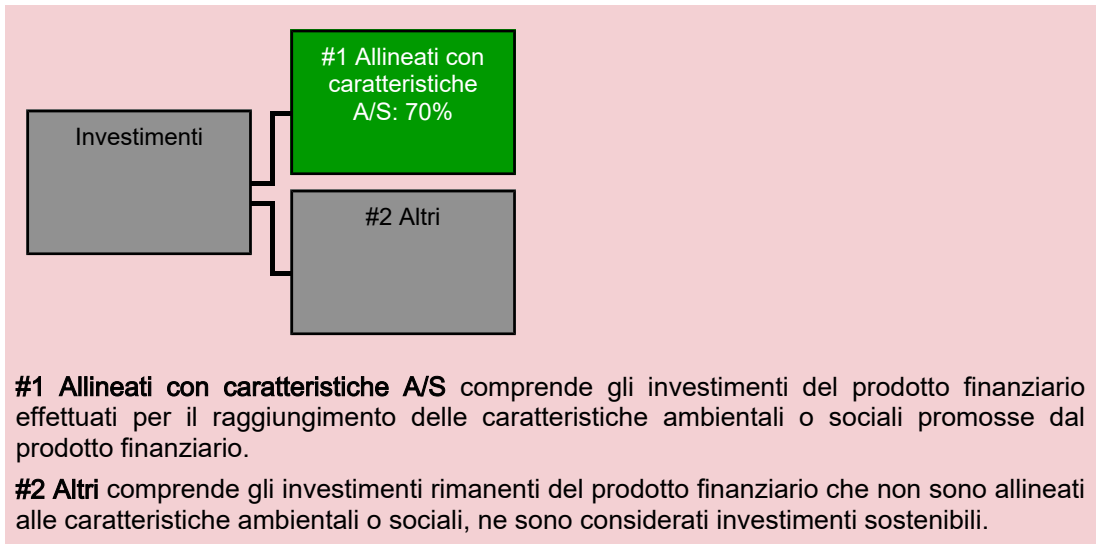 #1 Allineati con
caratteristiche
A/S: 70%
Investimenti
#2 Altri
#1 Allineati con caratteristiche A/S comprende gli investimenti del prodotto finanziario
effettuati per il raggiungimento delle caratteristiche ambientali o sociali promosse dal
prodotto finanziario.
#2 Altri comprende gli investimenti rimanenti del prodotto finanziario che non sono allineati
alle caratteristiche ambientali o sociali, ne sono considerati investimenti sostenibili.